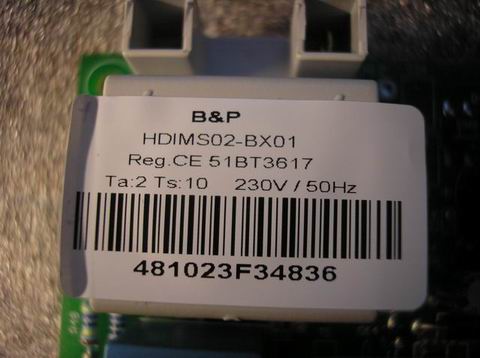 B&P
HDIMS02-BX01
Reg.CE 51BT3617
Ta:2 Ts:10 230V / 50Hz
481023F34836